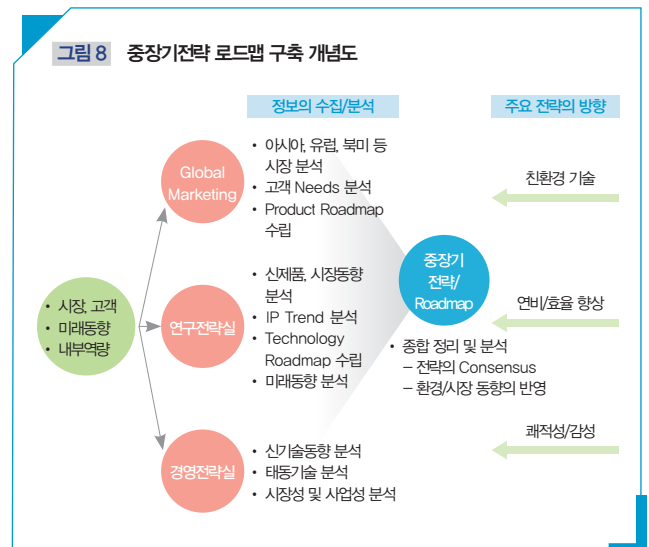 그림 8 중장기전략 로드맵 구축 개념도
정보의 수집/분석
주요 전략의 방향
Global
Marketing
• 아시아, 유럽, 북미 등
시장 분석
• 고객 Needs 분석
• Product Roadmap
수립
친환경 기술
• 시장, 고객
• 미래동향
• 내부역량
연구전략실
• 신제품, 시장동향
분석
• IP Trend 분석
• Technology
Roadmap 수립
• 미래동향 분석
중장기
전략/
Roadmap
• 종합 정리 및 분석
– 전략의 Consensus
– 환경/시장 동향의 반영
연비/효율 향상
경영전략실
• 신기술동향 분석
• 태동기술 분석
• 시장성 및 사업성 분석
쾌적성/감성